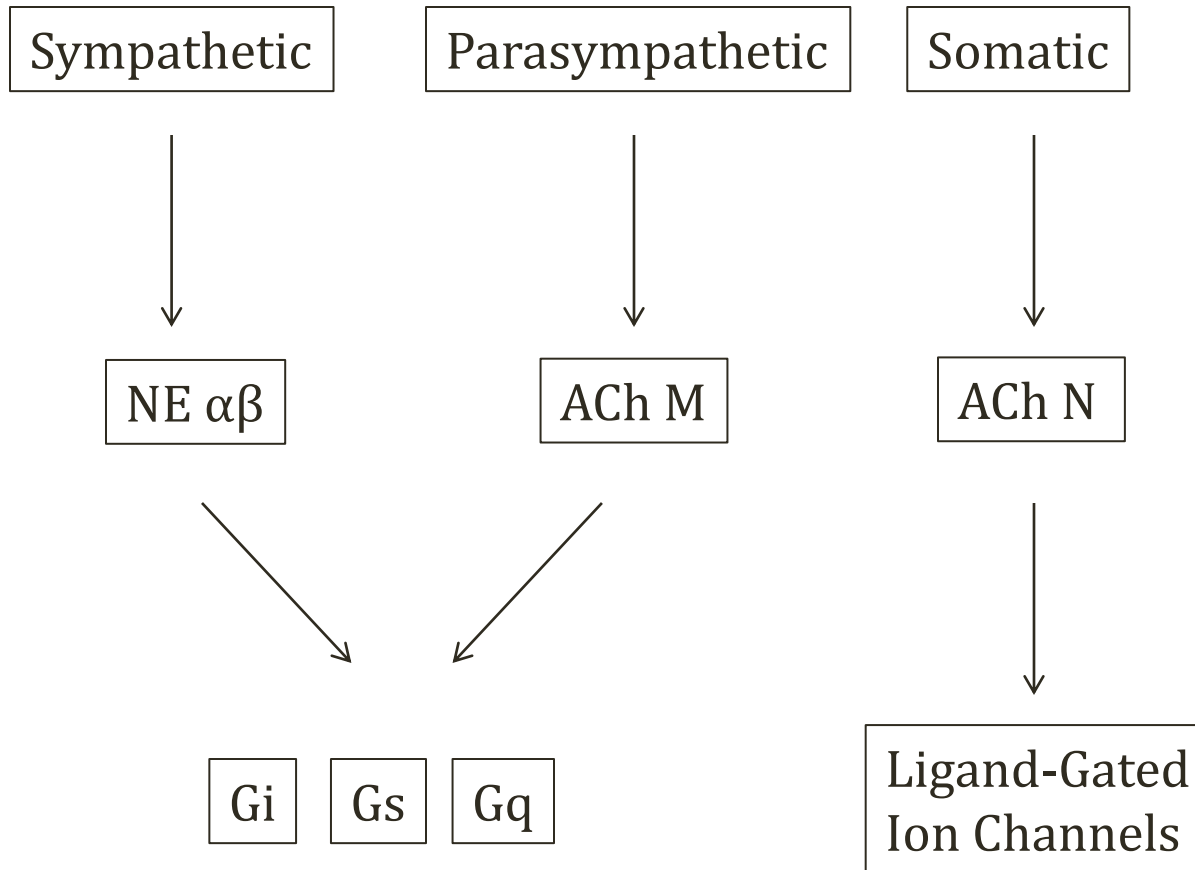 Sympathetic
Parasympathetic
Somatic
NE αβ
ACh M
ACh N
Gi
Gs
Gq
Ligand-Gated
Ion Channels